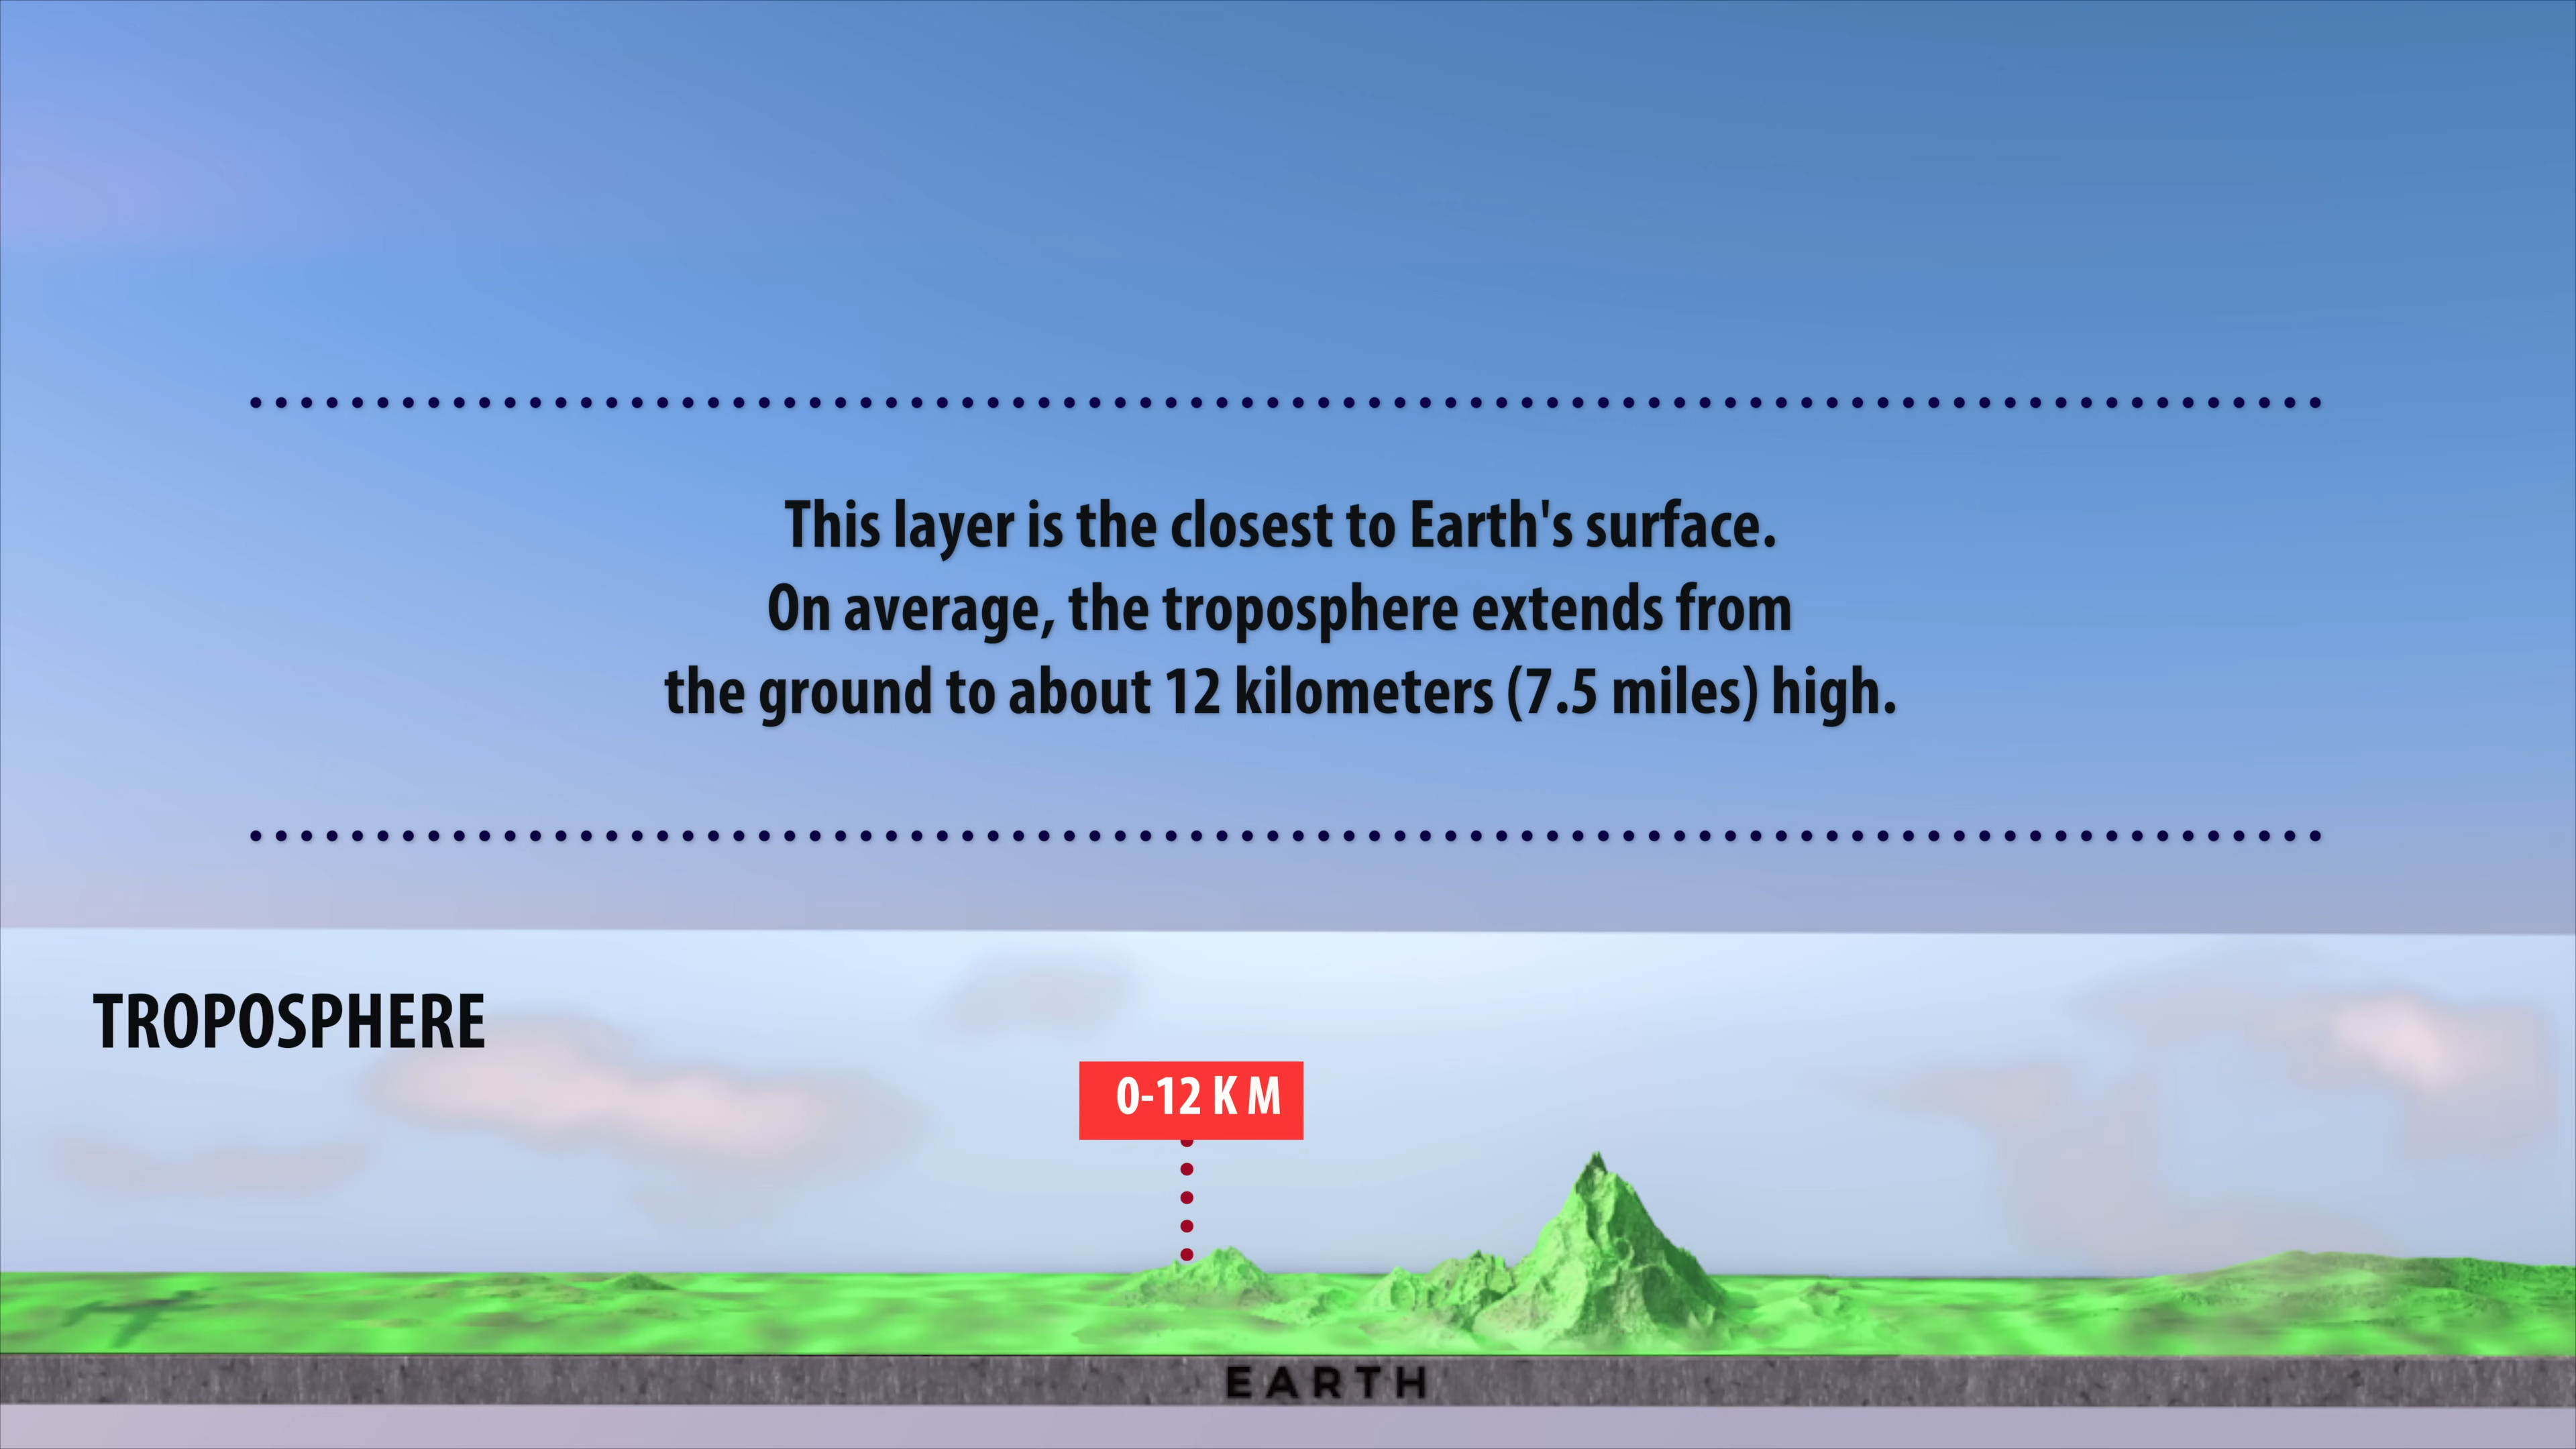 This layer is the closest to Earth's surface.
On average, the troposphere extends from
the ground to about 12 kilometers (7.5 miles) high.
TROPOSPHERE
0-12 K M
EARTH